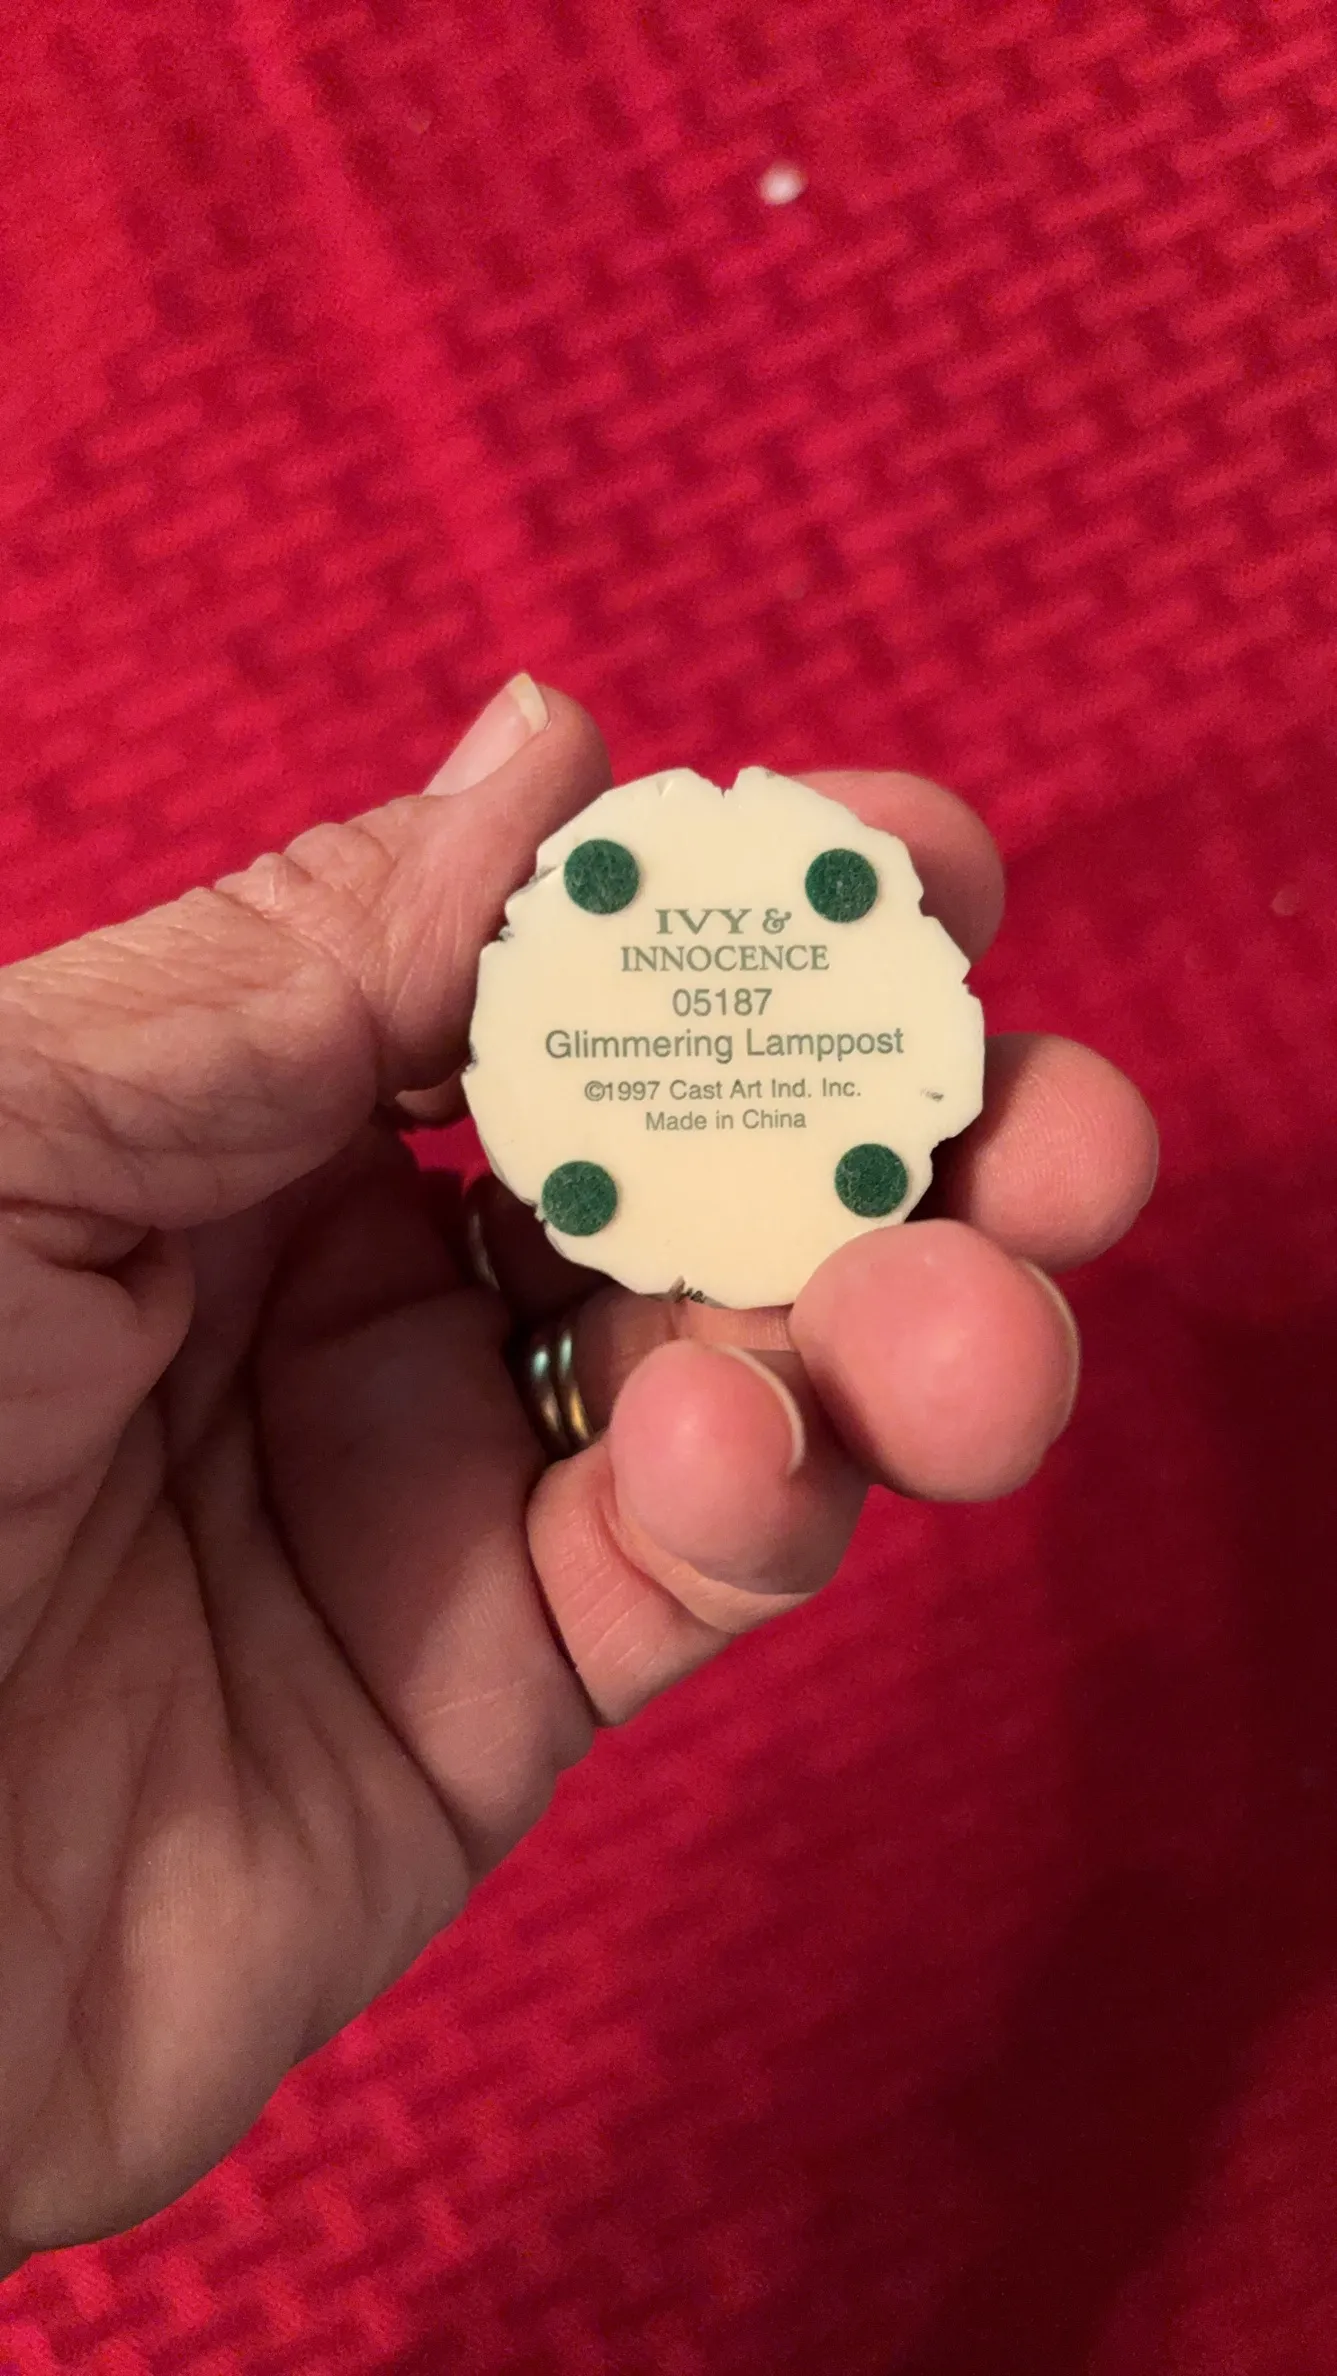 IVY &
INNOCENCE
05187
Glimmering Lamppost
©1997 Cast Art Ind. Inc.
Made in China